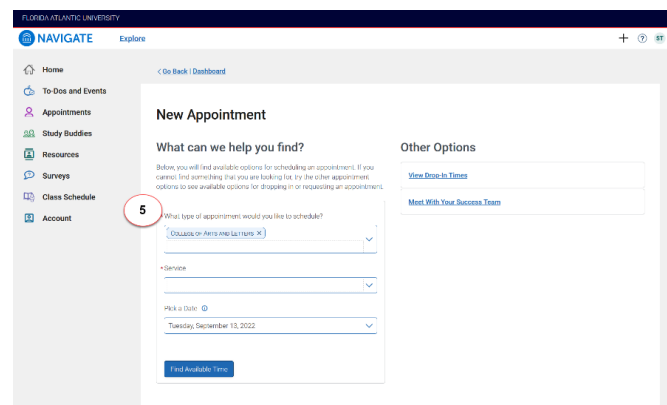 FLORIDA ATLANTIC UNIVERSITY
NAVIGATE Explore
ST
Home
To-Dos and Events
Appointments
Study Buddies
Resources
Surveys
Class Schedule
Account
< Go Back | Dashboard
New Appointment
What can we help you find?
Below, you will find available options for scheduling an appointment. If you
cannot find something that you are looking for, try the other appointment
options to see available options for dropping in or requesting an appointment.
5
*What type of appointment would you like to schedule?
COLLEGE OF ARTS AND LETTERS X
*Service
Pick a Date
Tuesday, September 13, 2022
Find Available Time
Other Options
View Drop-In Times
Meet With Your Success Team